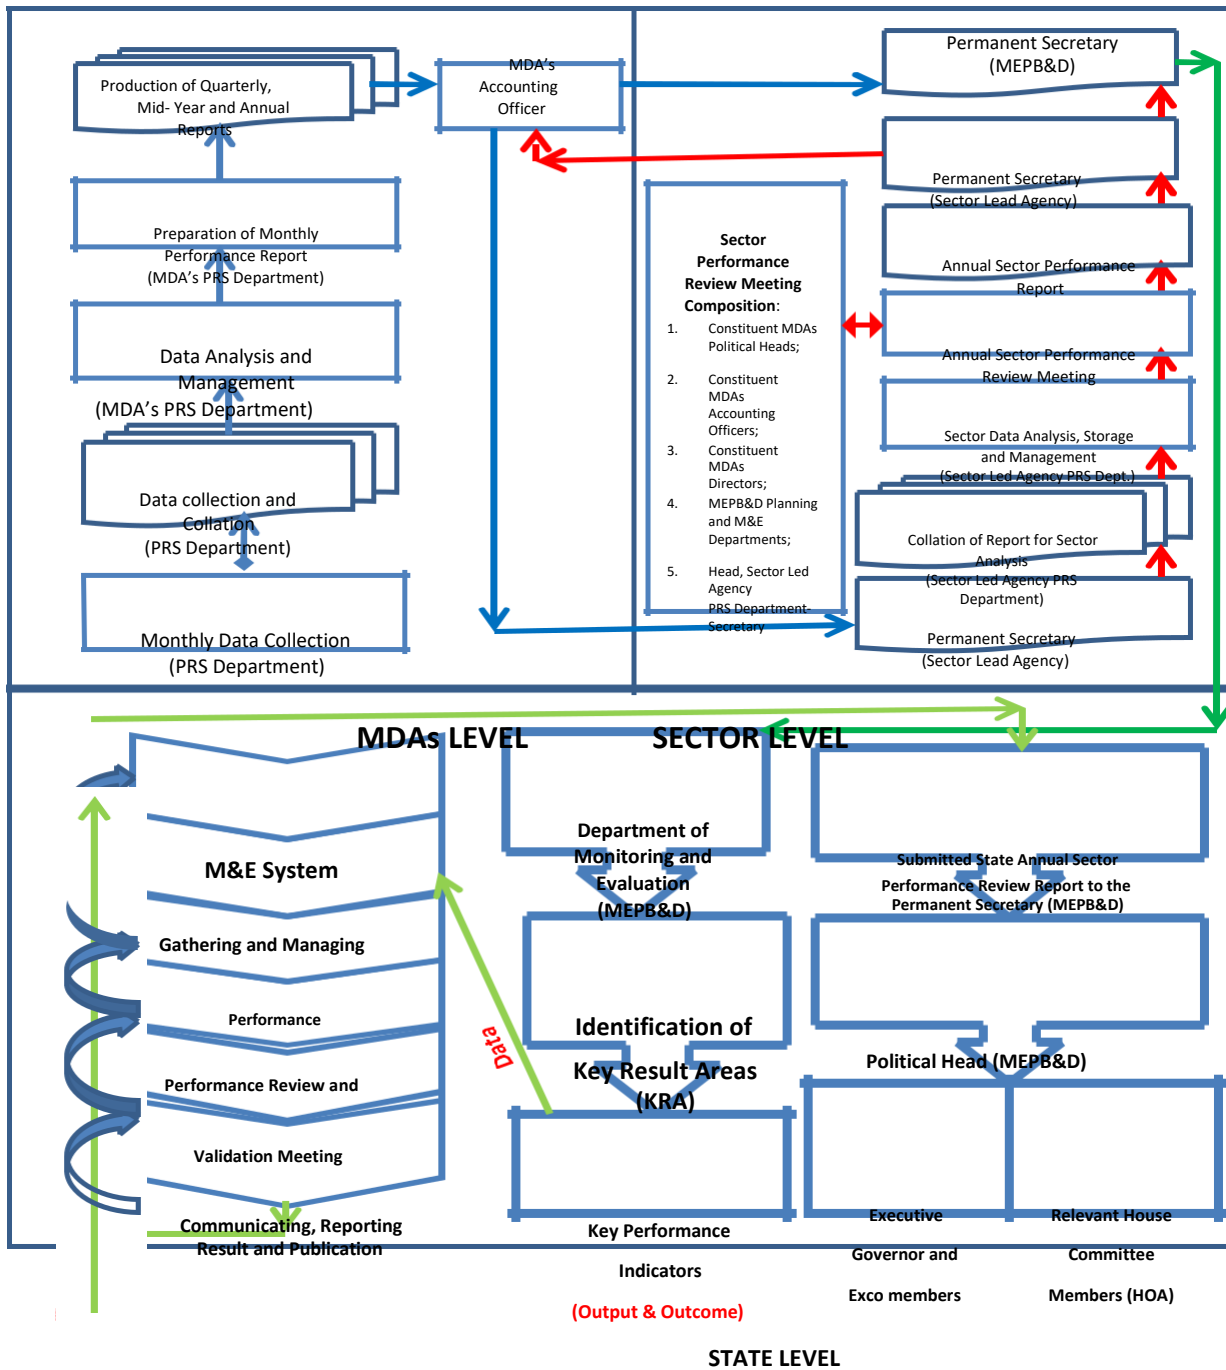 Production of Quarterly,
Mid- Year and Annual
Reports
MDA's
Accounting
Officer
Preparation of Monthly
Performance Report
(MDA's PRS Department)
Data Analysis and
Management
(MDA's PRS Department)
Data collection and
Collation
(PRS Department)
Monthly Data Collection
(PRS Department)
Permanent Secretary
(MEPB&D)
Permanent Secretary
(Sector Lead Agency)
Annual Sector Performance
Report
Annual Sector Performance
Review Meeting
Sector Data Analysis, Storage
and Management
(Sector Led Agency PRS Dept.)
Collation of Report for Sector
Analysis
(Sector Led Agency PRS
Department)
Permanent Secretary
(Sector Lead Agency)
Sector
Performance
Review Meeting
Composition:
1. Constituent MDAs
Political Heads;
2. Constituent
MDAs
Accounting
Officers;
3. Constituent
MDAs
Directors;
4. MEPB&D Planning
and M&E
Departments;
5. Head, Sector Led
Agency
PRS Department-
Secretary
MDAs LEVEL
SECTOR LEVEL
M&E System
Gathering and Managing
Performance
Performance Review and
Validation Meeting
Communicating, Reporting
Result and Publication
Data
Department of
Monitoring and
Evaluation
(MEPB&D)
Identification of
Key Result Areas
(KRA)
Key Performance
Indicators
(Output & Outcome)
Submitted State Annual Sector
Performance Review Report to the
Permanent Secretary (MEPB&D)
Political Head (MEPB&D)
Executive
Governor and
Exco members
Relevant House
Committee
Members (HOA)
STATE LEVEL